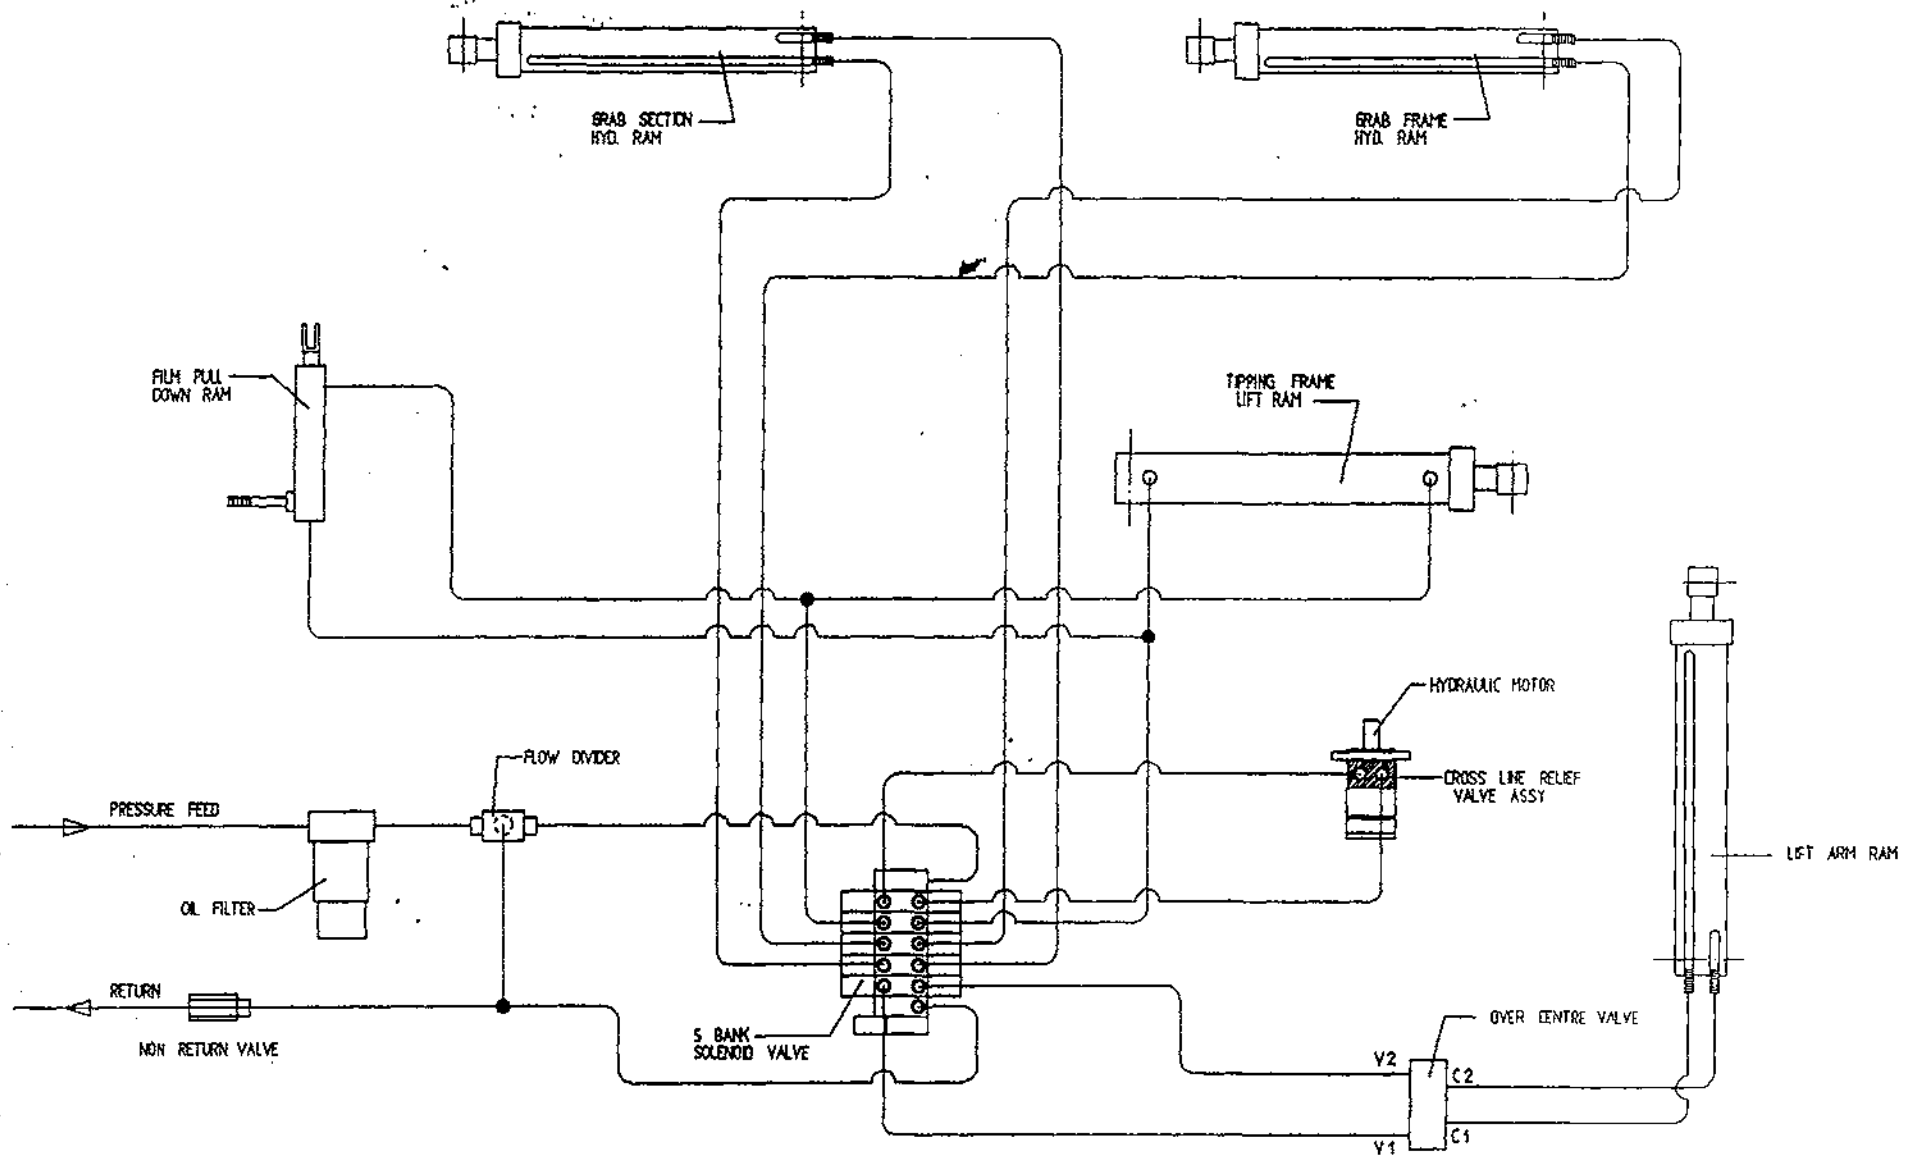 GRAB SECTION
HYD. RAM
GRAB FRAME
HYD. RAM
FILM PULL
DOWN RAM
TIPPING FRAME
LIFT RAM
HYDRAULIC MOTOR
FLOW DIVIDER
CROSS LINE RELIEF
VALVE ASSY
PRESSURE FEED
LIFT ARM RAM
OIL FILTER
RETURN
OVER CENTRE VALVE
5 BANK
SOLENOID VALVE
NON RETURN VALVE
V2
C2
V1
C1